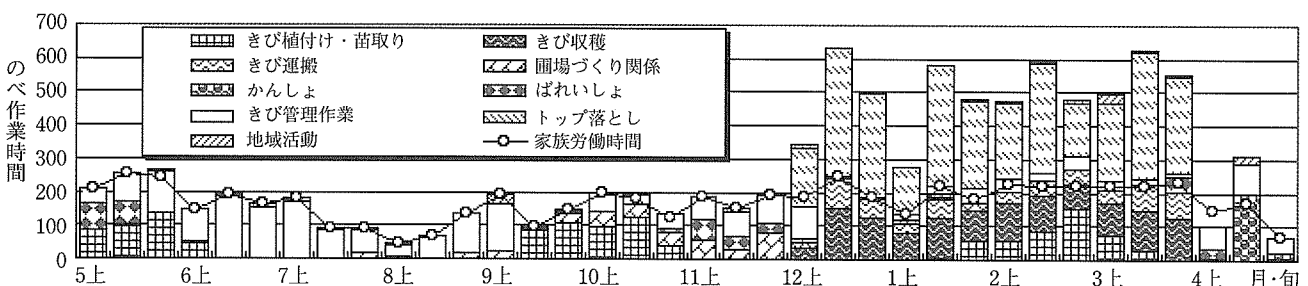 700
600
500
400
300
200
100
0
のべ作業時間
きび植付け・苗取り
きび収穫
きび運搬
圃場づくり関係
かんしょ
ばれいしょ
きび管理作業
トップ落とし
地域活動
家族労働時間
5上 6上 7上 8上 9上 10上 11上 12上 1上 2上 3上 4上 月・旬